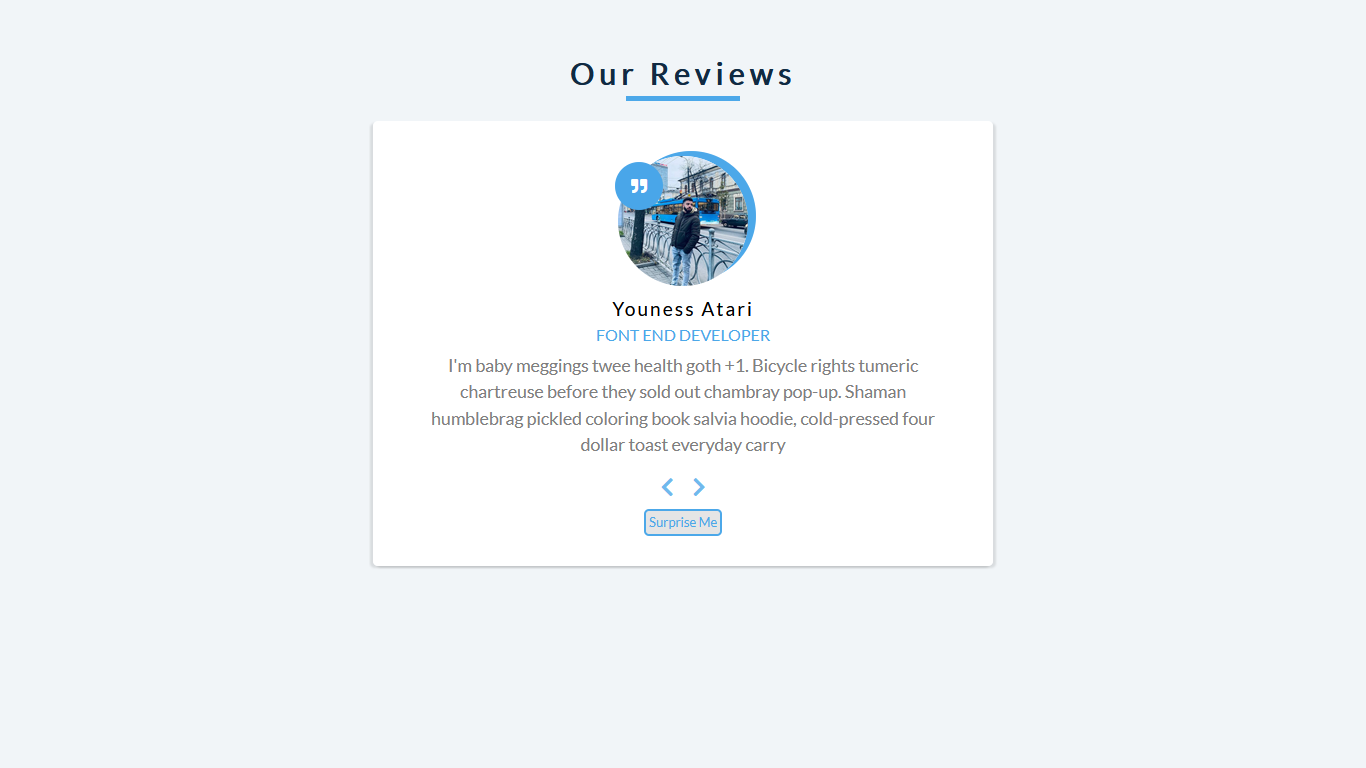 Our Reviews
Youness Atari
FONT END DEVELOPER
I'm baby meggings twee health goth +1. Bicycle rights tumeric
chartreuse before they sold out chambray pop-up. Shaman
humblebrag pickled coloring book salvia hoodie, cold-pressed four
dollar toast everyday carry
Surprise Me